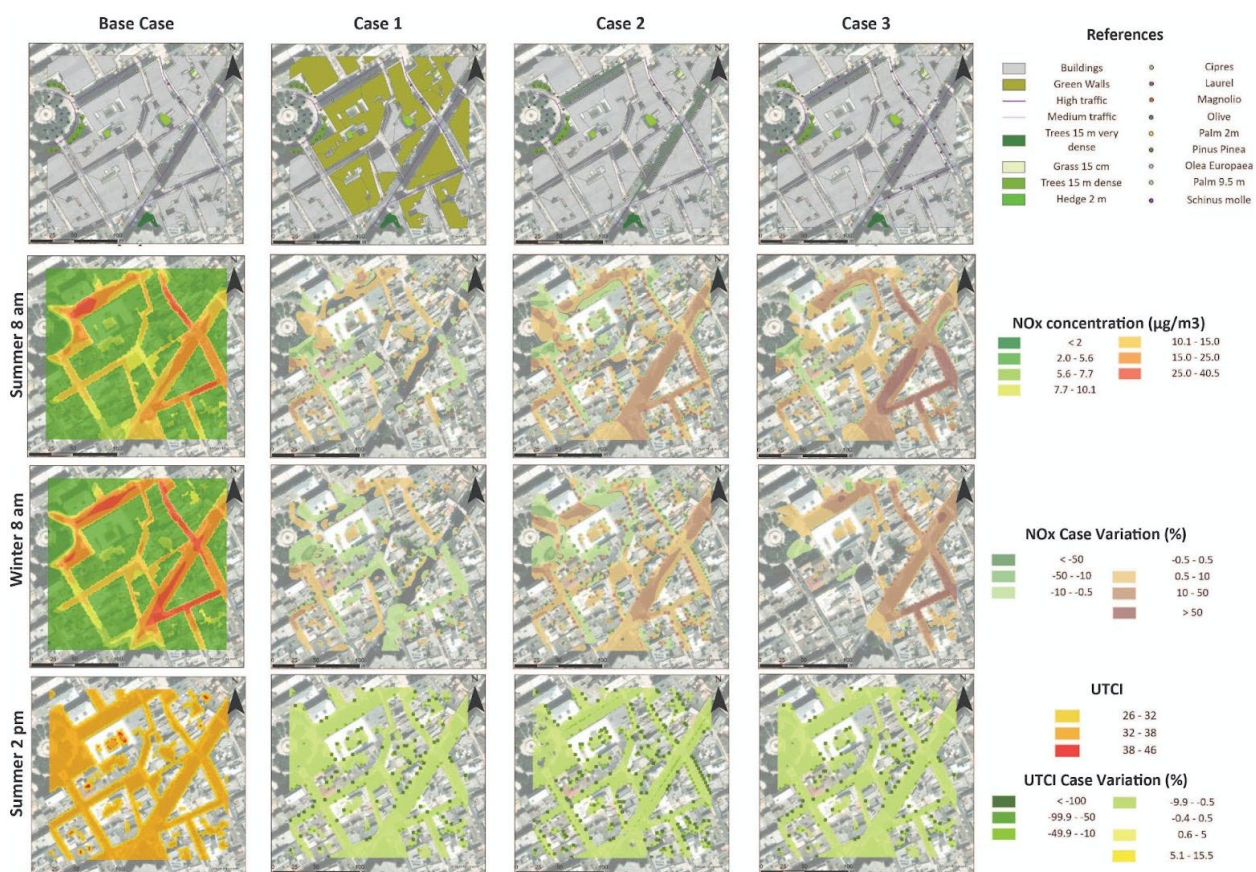 Base Case
Case 1
Case 2
Case 3
References
Buildings
Green Walls
High traffic
Medium traffic
Trees 15 m very
dense
Grass 15 cm
Trees 15 m dense
Hedge 2 m
Cipres
Laurel
Magnolio
Olive
Palm 2m
Pinus Pinea
Olea Europaea
Palm 9.5 m
Schinus molle
Summer 8 am
NOx concentration (µg/m3)
< 2
2.0 - 5.6
5.6 - 7.7
7.7 - 10.1
10.1 - 15.0
15.0 - 25.0
25.0 - 40.5
Winter 8 am
NOx Case Variation (%)
< -50
-50 - -10
-10 - -0.5
-0.5 - 0.5
0.5 - 10
10 - 50
> 50
Summer 2 pm
UTCI
26 - 32
32 - 38
38 - 46
UTCI Case Variation (%)
< -100
-99.9 - -50
-49.9 - -10
-9.9 - -0.5
-0.4 - 0.5
0.6 - 5
5.1 - 15.5